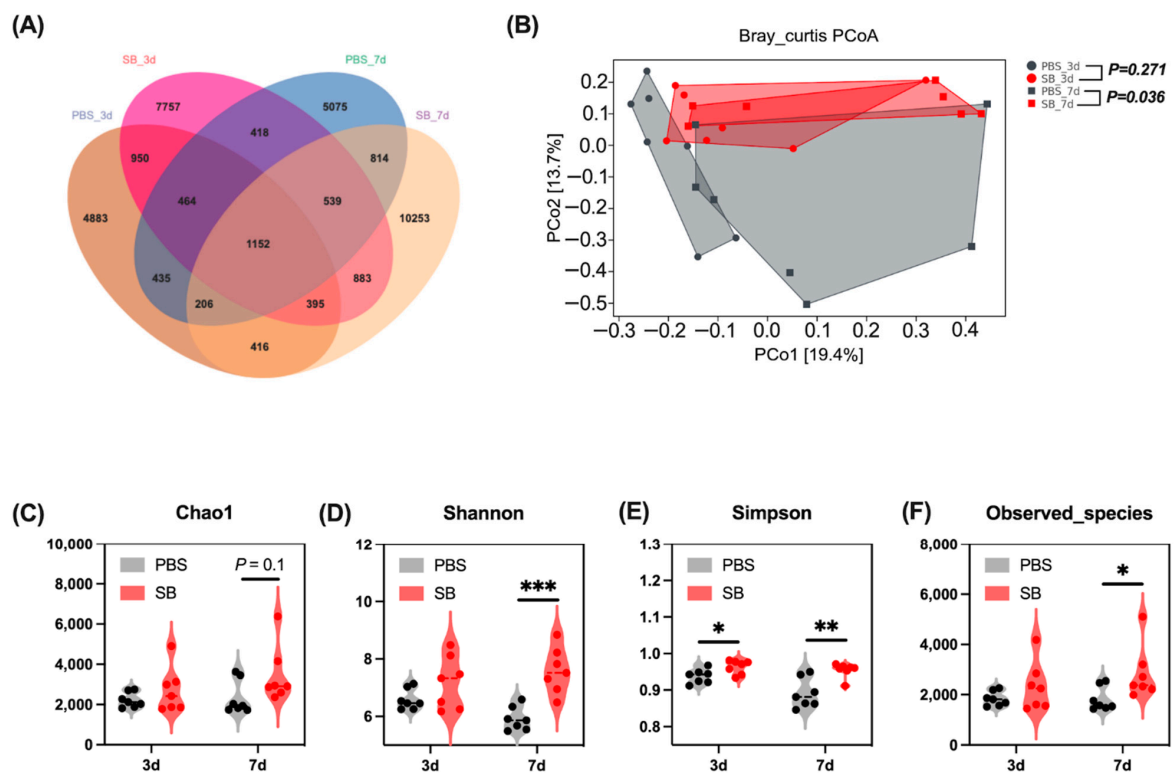 (A)
SB_3d
PBS_7d
PBS_3d
SB_7d
7757
5075
418
950
814
464
539
4883
10253
1152
435
883
206
395
416
(B)
Bray_curtis PCoA
PBS_3d
SB_3d
PBS_7d
SB_7d
P=0.271
P=0.036
PCo2 [13.7%]
0.2
0.1
0.0
−0.1
−0.2
−0.3
−0.4
−0.5
−0.3
−0.2
−0.1
0.0
0.1
0.2
0.3
0.4
PCo1 [19.4%]
(C)
Chao1
10,000
8,000
6,000
4,000
2,000
0
PBS
SB
P = 0.1
3d
7d
(D)
Shannon
12
10
8
6
PBS
SB
***
3d
7d
(E)
Simpson
1.3
1.2
1.1
1.0
0.9
0.8
PBS
SB
*
**
3d
7d
(F)
Observed_species
8,000
6,000
4,000
2,000
0
PBS
SB
*
3d
7d